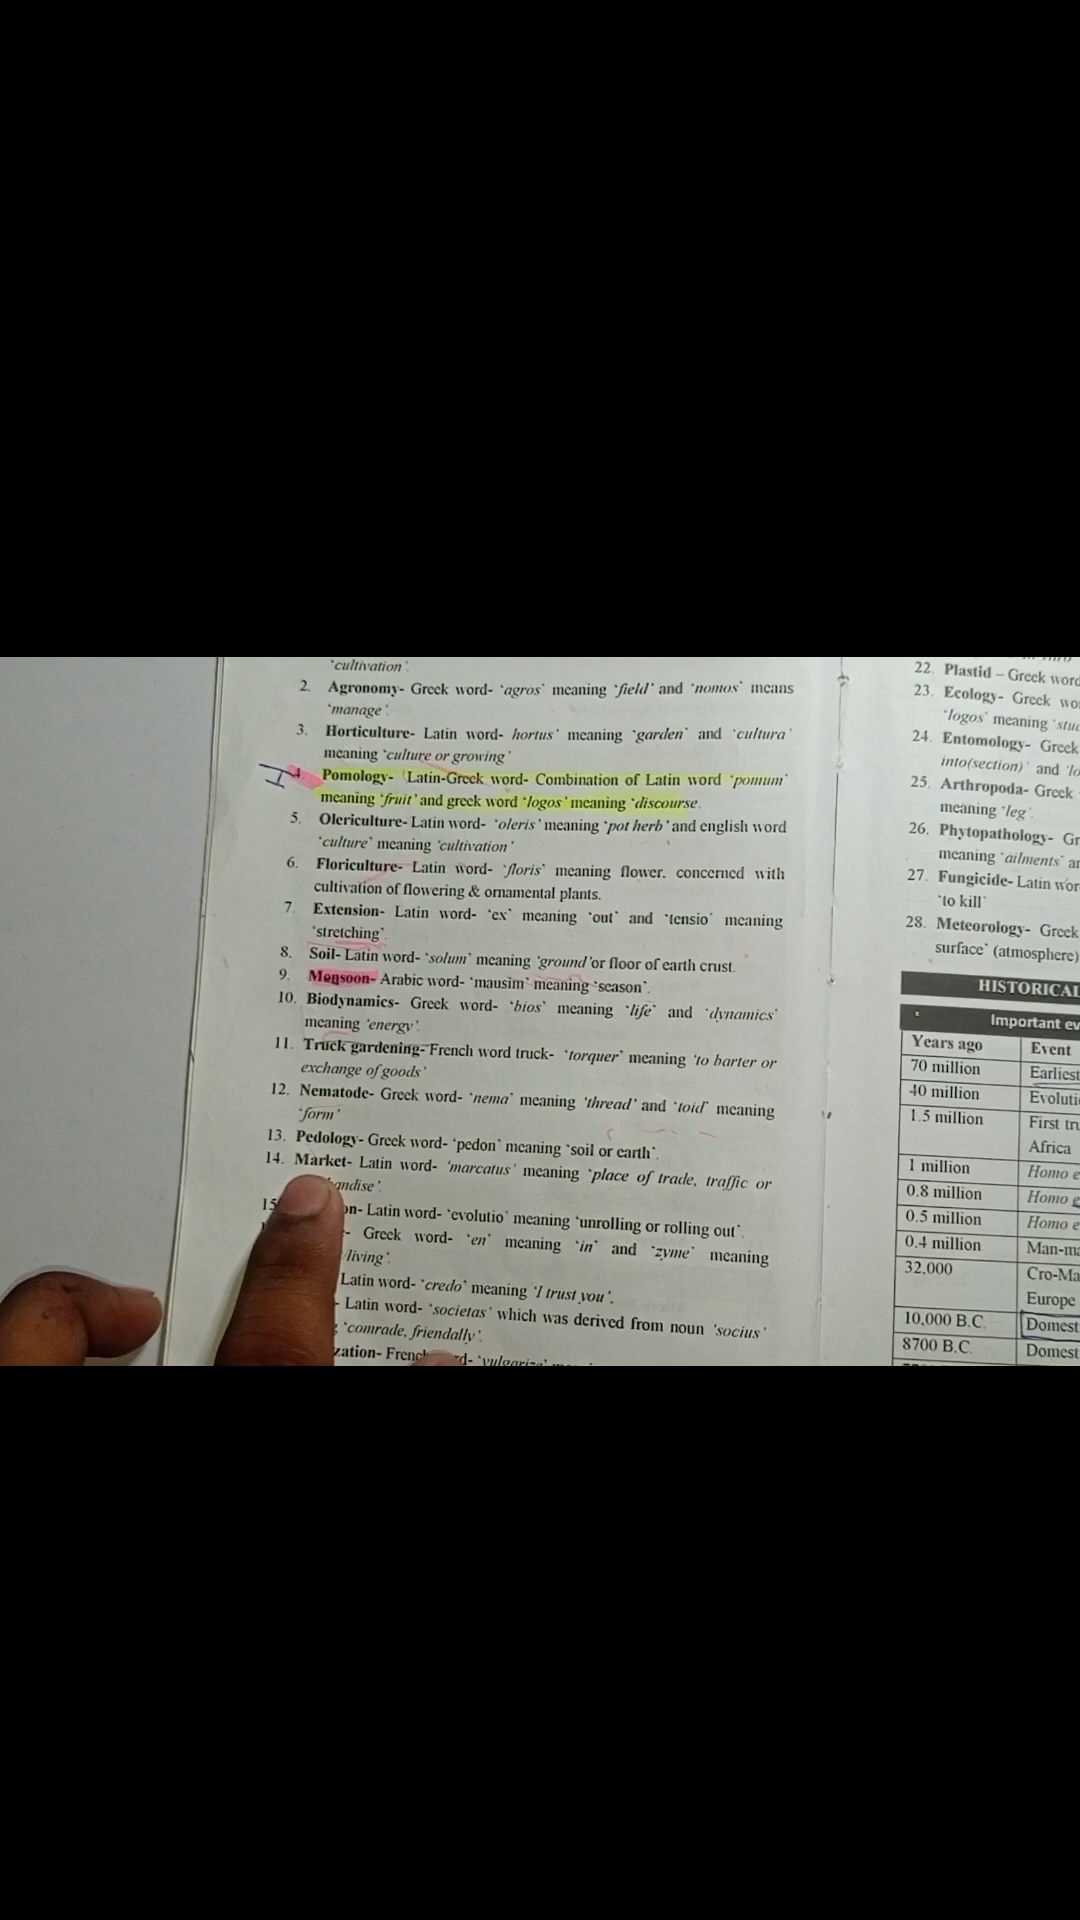 'cultivation'.
2. Agronomy- Greek word- 'agros' meaning 'field' and 'nomos' means
'manage'.
3. Horticulture- Latin word- hortus' meaning 'garden' and 'cultura'
meaning 'culture or growing'
4. Pomology- 'Latin-Greek word- Combination of Latin word 'pomum'
meaning 'fruit' and greek word 'logos' meaning 'discourse.
5. Olericulture- Latin word- 'oleris' meaning 'pot herb' and english word
'culture' meaning 'cultivation'
6. Floriculture- Latin word- 'floris' meaning flower. concerned with
cultivation of flowering & ornamental plants.
7. Extension- Latin word- 'ex' meaning 'out' and 'tensio' meaning
'stretching'.
8. Soil- Latin word- 'solum' meaning 'ground' or floor of earth crust.
9. Monsoon- Arabic word- 'mausim' meaning 'season'.
10. Biodynamics- Greek word- 'bios' meaning 'life' and 'dynamics'
meaning 'energy'.
11. Truck gardening- French word truck- 'torquer' meaning 'to barter or
exchange of goods'
12. Nematode- Greek word- 'nema' meaning 'thread' and 'toid' meaning
'form'
13. Pedology- Greek word- 'pedon' meaning 'soil or earth'.
14. Market- Latin word- 'marcatus' meaning 'place of trade, traffic or
andise'.
15 on- Latin word- 'evolutio' meaning 'unrolling or rolling out'.
- Greek word- 'en' meaning 'in' and 'zyme' meaning
living'.
Latin word- 'credo' meaning 'I trust you'.
- Latin word- 'societas' which was derived from noun 'socius'
'comrade, friendally'.
zation- French
22. Plastid – Greek word
23. Ecology- Greek
'logos' meaning
24. Entomology- Greek
into(section)' and
25. Arthropoda- Greek
meaning 'leg'.
26. Phytopathology-
meaning 'ailments'
27. Fungicide- Latin
'to kill'
28. Meteorology- Greek
surface' (atmosphere)
HISTORICAL
Important
Years ago Event
70 million Earliest
40 million
1.5 million First
Africa
1 million Homo
0.8 million Homo
0.5 million Homo
0.4 million
32,000
Europe
10,000 B.C. Domest
8700 B.C. Domest